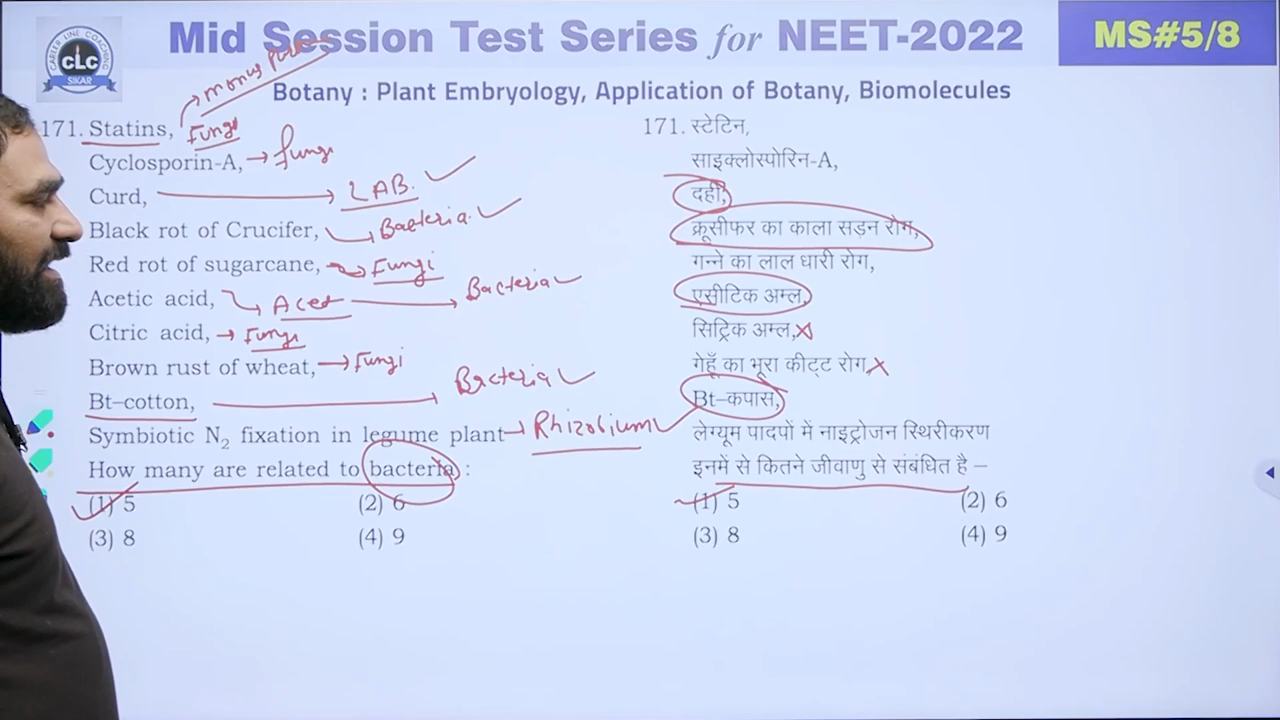 Mid Session Test Series for NEET-2022
MS#5/8
CAREER LINE COACHING
CLC
SIKAR
Botany : Plant Embryology, Application of Botany, Biomolecules
171. Statins, Fungi
Cyclosporin-A, → fungi
Curd, → LAB.
Black rot of Crucifer, Bacteria
Red rot of sugarcane, Fungi
Acetic acid, Acet → Bacteria
Citric acid, → Fungi
Brown rust of wheat, → Fungi
Bt–cotton, → Bacteria
Symbiotic N₂ fixation in legume plant → Rhizobium
How many are related to bacteria :
(1) 5 (2) 6
(3) 8 (4) 9
171. स्टेटिन,
साइक्लोस्पोरिन-A,
दही,
क्रूसीफर का काला सड़न रोग,
गन्ने का लाल धारी रोग,
एसीटिक अम्ल,
सिट्रिक अम्ल,
गेहूँ का भूरा कीट्ट रोग
Bt–कपास,
लेग्यूम पादपों में नाइट्रोजन स्थिरीकरण
इनमें से कितने जीवाणु से संबंधित है –
(1) 5 (2) 6
(3) 8 (4) 9